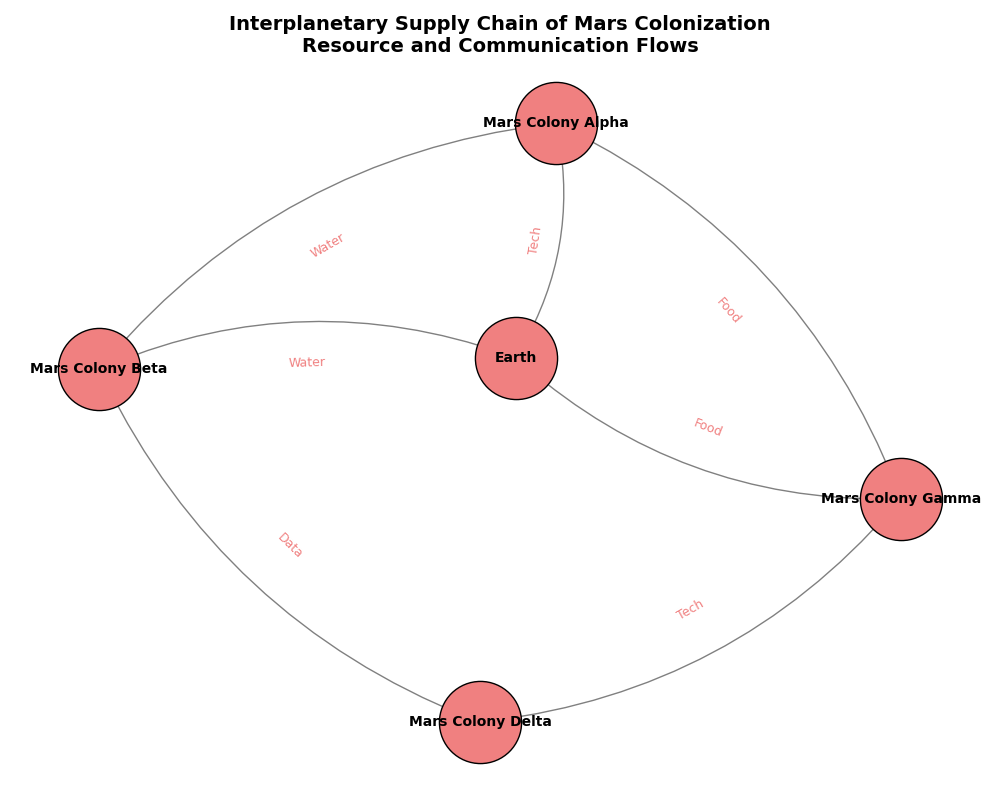 Interplanetary Supply Chain of Mars Colonization
Resource and Communication Flows
Mars Colony Alpha
Water
Tech
Food
Mars Colony Beta
Water
Earth
Food
Mars Colony Gamma
Data
Tech
Mars Colony Delta